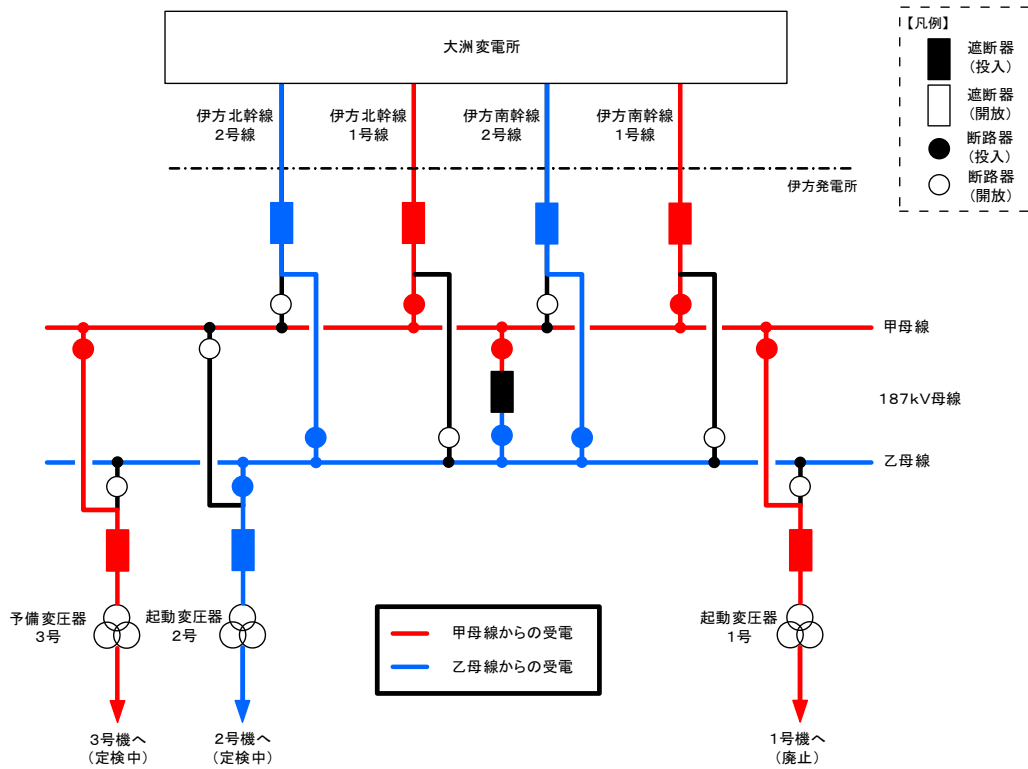 大洲変電所
【凡例】
遮断器
(投入)
遮断器
(開放)
断路器
(投入)
断路器
(開放)
伊方北幹線
2号線
伊方北幹線
1号線
伊方南幹線
2号線
伊方南幹線
1号線
伊方発電所
甲母線
187kV母線
乙母線
予備変圧器
3号
起動変圧器
2号
起動変圧器
1号
甲母線からの受電
乙母線からの受電
3号機へ
(定検中)
2号機へ
(定検中)
1号機へ
(廃止)